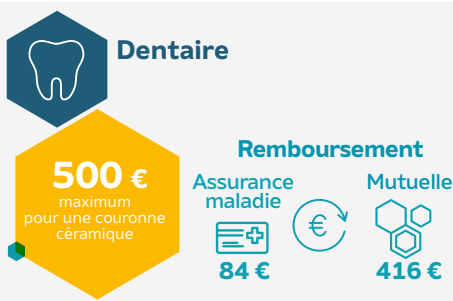 Dentaire
500 €
maximum
pour une couronne
céramique
Remboursement
Assurance
maladie
84 €
€
Mutuelle
416 €